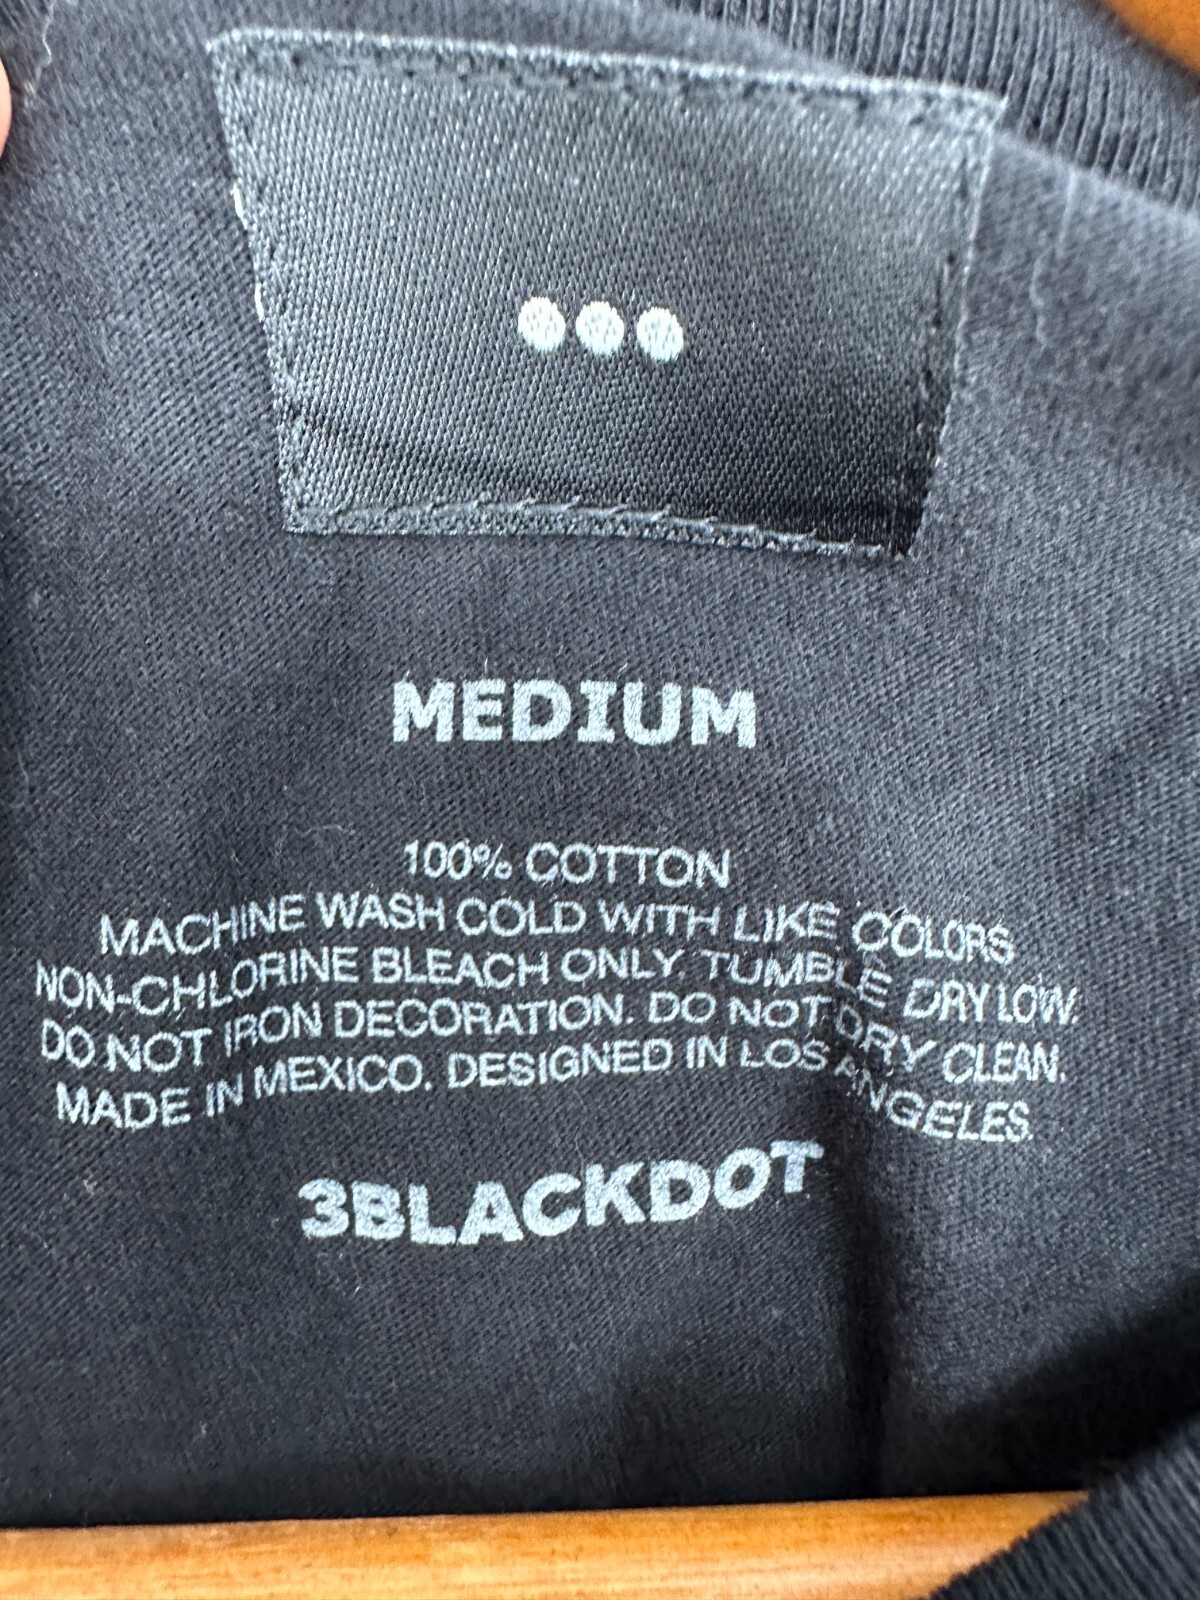 MEDIUM
100% COTTON
MACHINE WASH COLD WITH LIKE COLORS
NON-CHLORINE BLEACH ONLY. TUMBLE DRY LOW.
DO NOT IRON DECORATION. DO NOT DRY CLEAN.
MADE IN MEXICO. DESIGNED IN LOS ANGELES.
3BLACKDOT